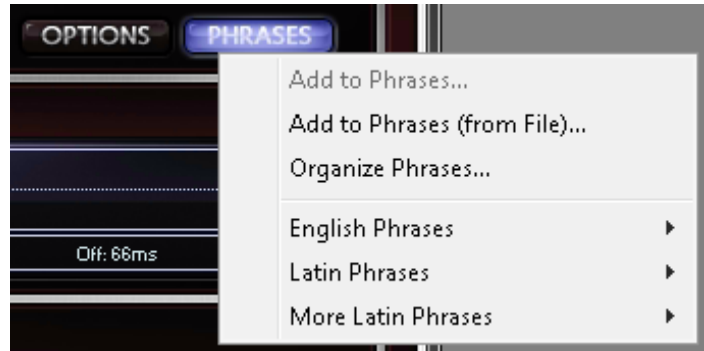 OPTIONS PHRASES
Add to Phrases...
Add to Phrases (from File)...
Organize Phrases...
English Phrases
Off: 66ms
Latin Phrases
More Latin Phrases